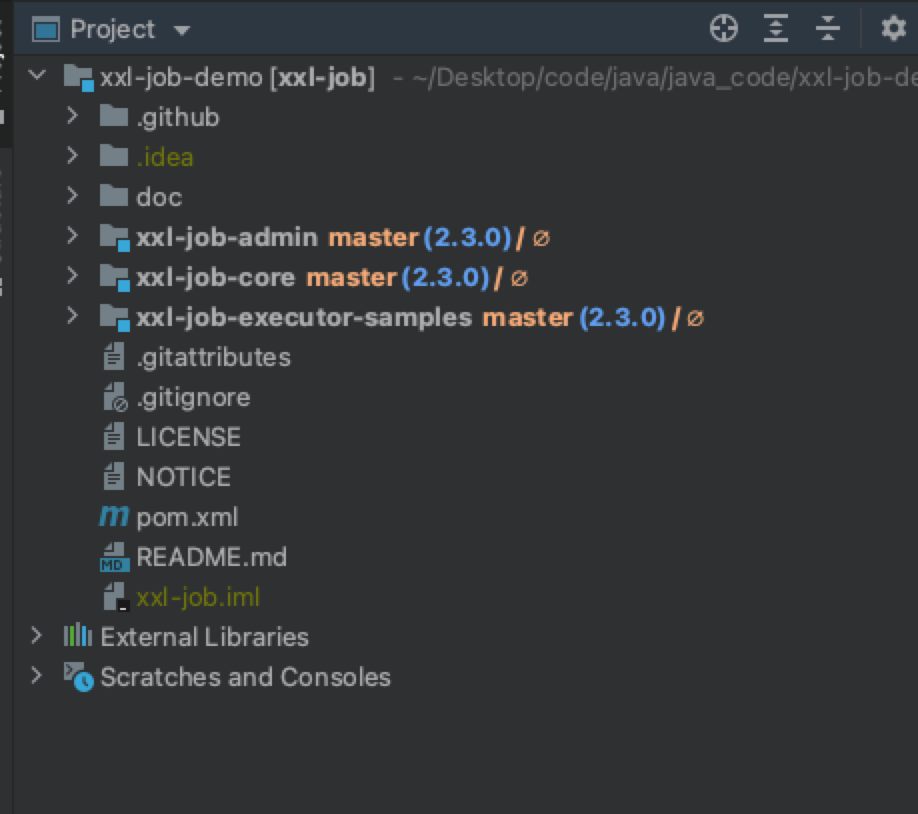 Project
xxl-job-demo [xxl-job] - ~/Desktop/code/java/java_code/xxl-job-de
.github
.idea
doc
xxl-job-admin master (2.3.0) / ∅
xxl-job-core master (2.3.0) / ∅
xxl-job-executor-samples master (2.3.0) / ∅
.gitattributes
.gitignore
LICENSE
NOTICE
m pom.xml
MD README.md
xxl-job.iml
External Libraries
Scratches and Consoles